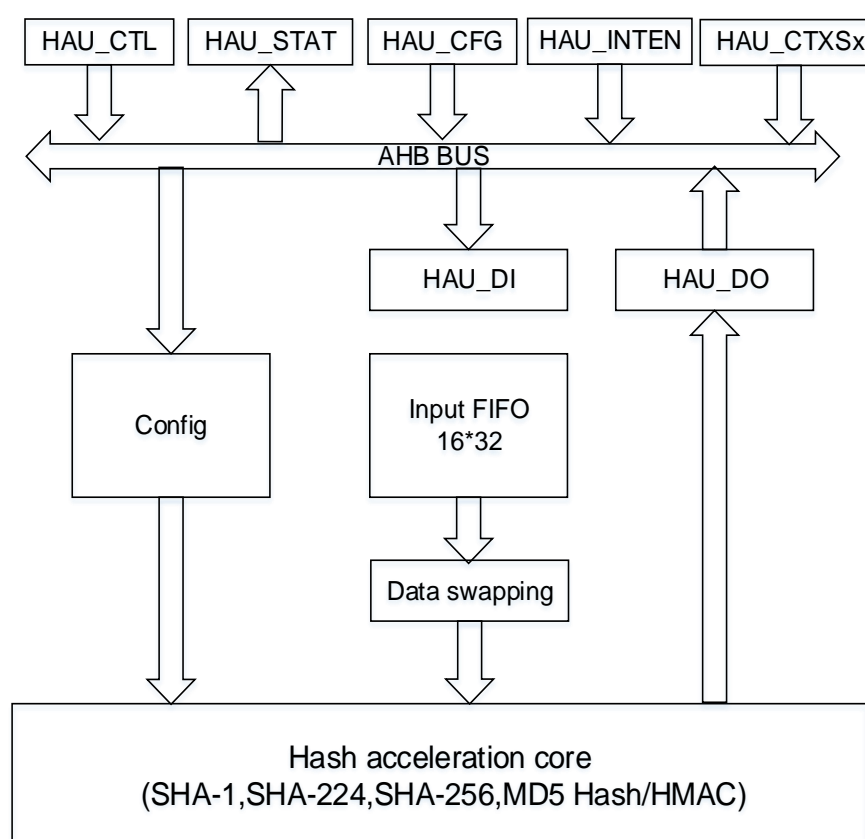 HAU_CTL
HAU_STAT
HAU_CFG
HAU_INTEN
HAU_CTXSx
AHB BUS
HAU_DI
HAU_DO
Config
Input FIFO
16*32
Data swapping
Hash acceleration core
(SHA-1,SHA-224,SHA-256,MD5 Hash/HMAC)